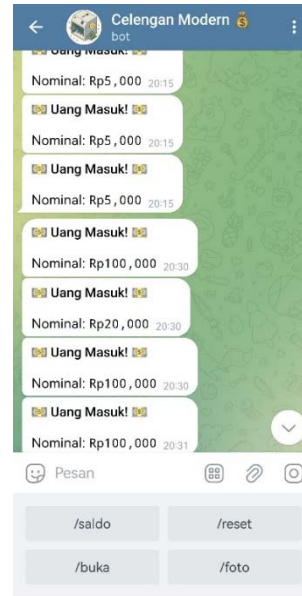 Celengan Modern
bot
Uang Masuk!
Nominal: Rp5,000 20:15
Uang Masuk!
Nominal: Rp5,000 20:15
Uang Masuk!
Nominal: Rp5,000 20:15
Uang Masuk!
Nominal: Rp100,000 20:30
Uang Masuk!
Nominal: Rp20,000 20:30
Uang Masuk!
Nominal: Rp100,000 20:30
Uang Masuk!
Nominal: Rp100,000 20:31
Pesan
/saldo /reset
/buka /foto